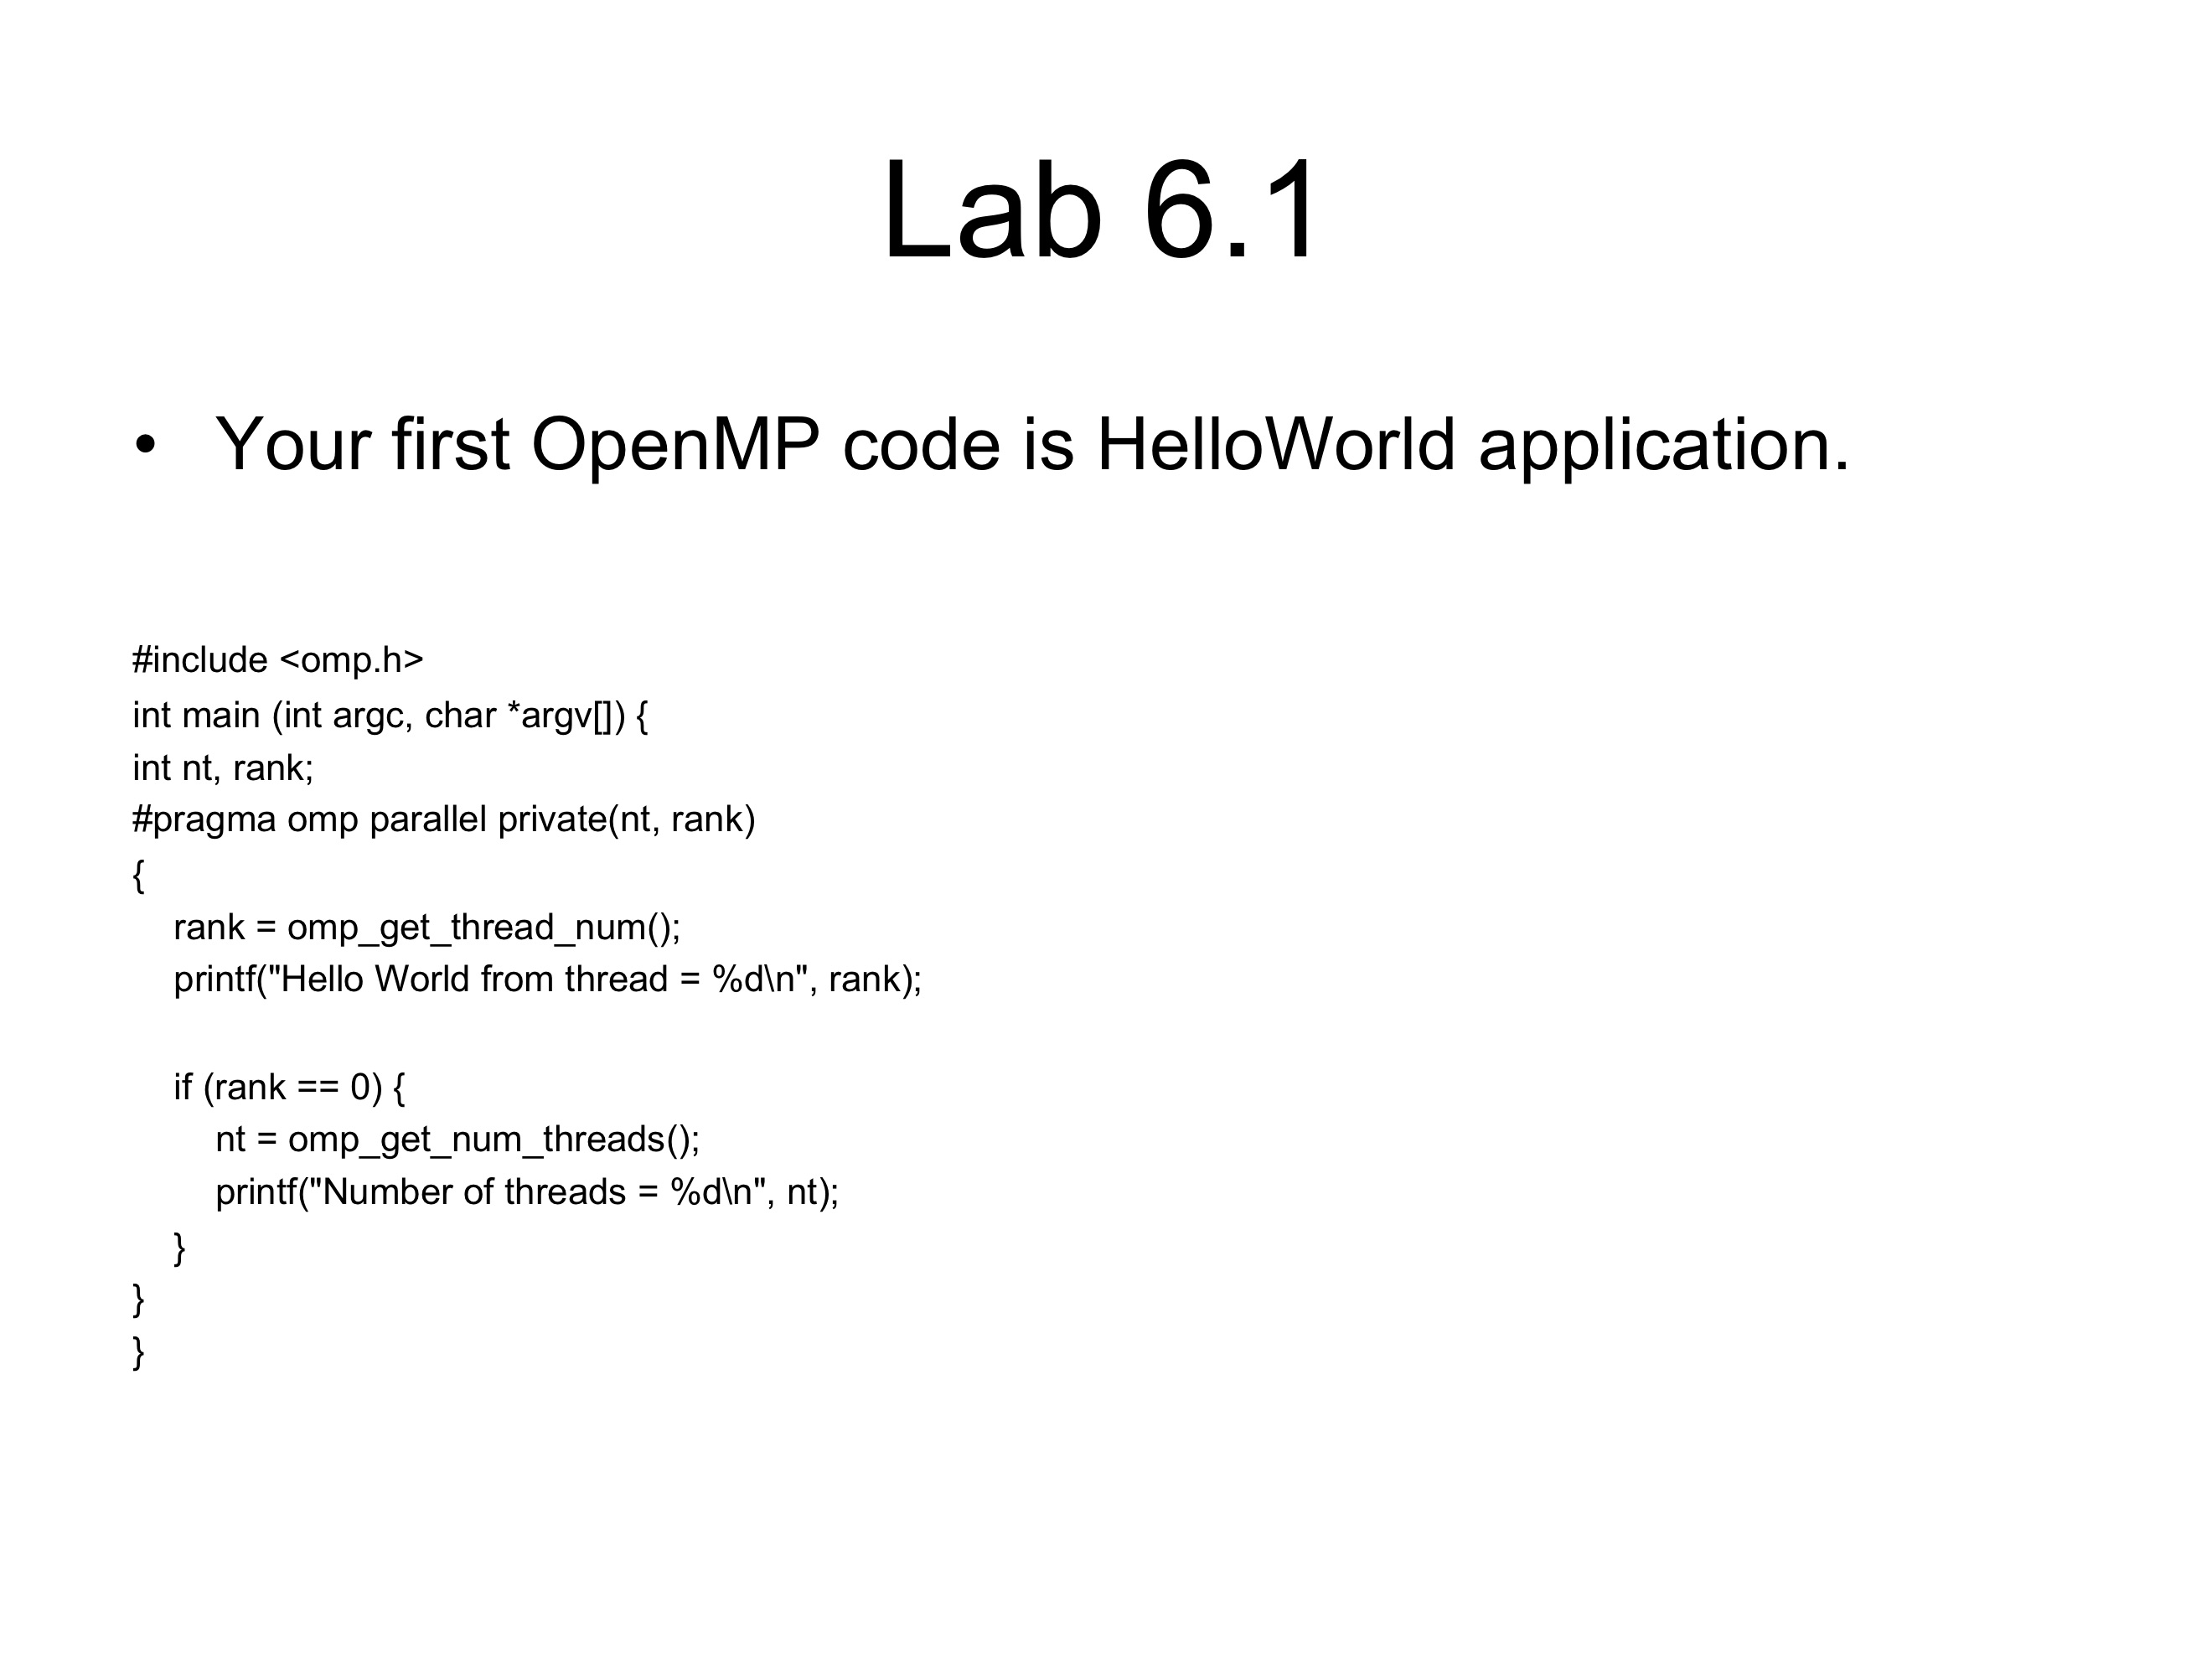 Lab 6.1
• Your first OpenMP code is HelloWorld application.
#include <omp.h>
int main (int argc, char *argv[]) {
int nt, rank;
#pragma omp parallel private(nt, rank)
{
rank = omp_get_thread_num();
printf("Hello World from thread = %d\n", rank);
if (rank == 0) {
nt = omp_get_num_threads();
printf("Number of threads = %d\n", nt);
}
}
}